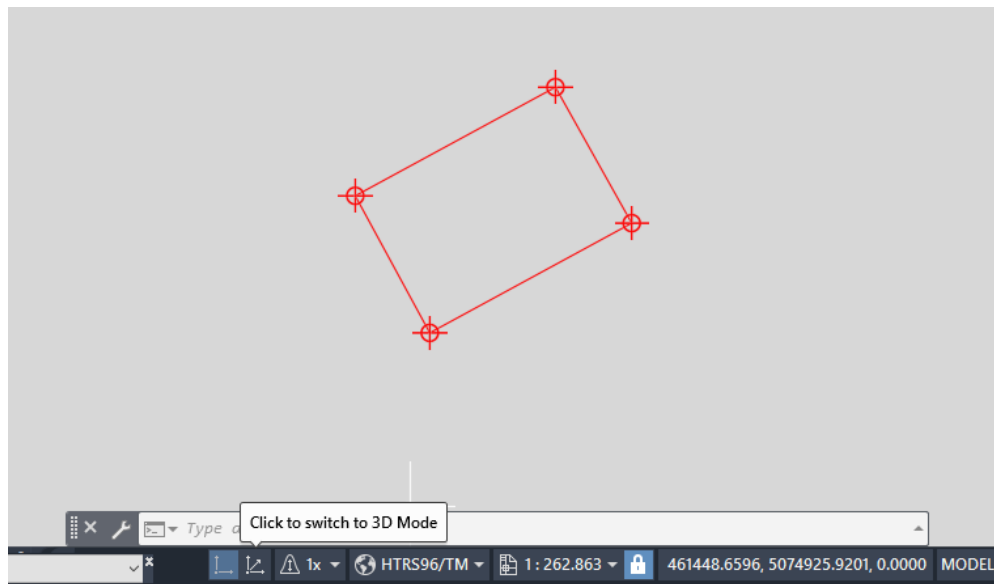 Type a
Click to switch to 3D Mode
1x HTRS96/TM 1:262.863 461448.6596, 5074925.9201, 0.0000 MODEL